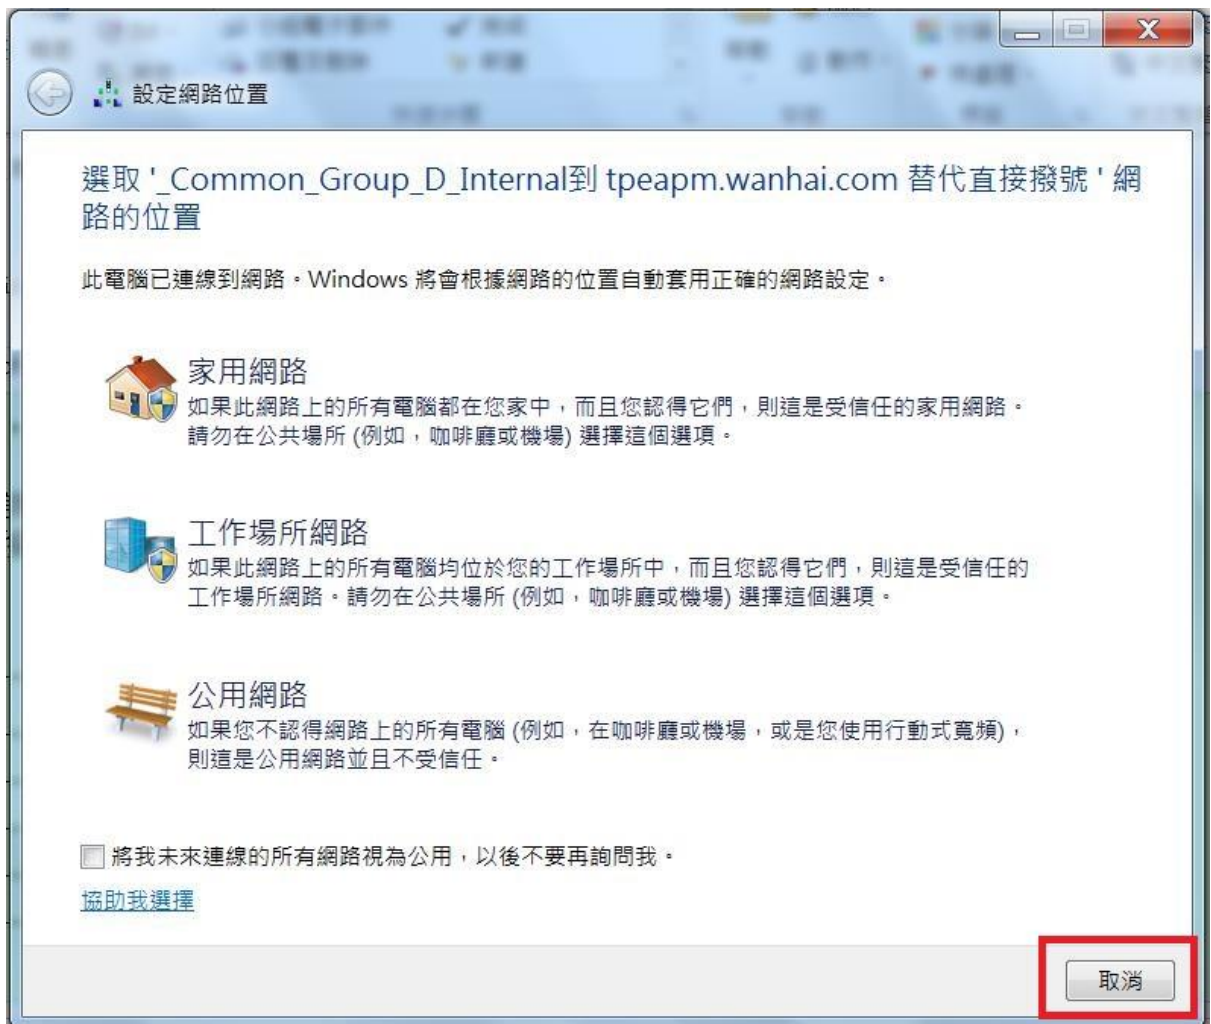 設定網路位置
選取 '_Common_Group_D_Internal到 tpeapm.wanhai.com 替代直接撥號 ' 網
路的位置
此電腦已連線到網路。Windows 將會根據網路的位置自動套用正確的網路設定。
家用網路
如果此網路上的所有電腦都在您家中，而且您認得它們，則這是受信任的家用網路。
請勿在公共場所 (例如，咖啡廳或機場) 選擇這個選項。
工作場所網路
如果此網路上的所有電腦均位於您的工作場所中，而且您認得它們，則這是受信任的
工作場所網路。請勿在公共場所 (例如，咖啡廳或機場) 選擇這個選項。
公用網路
如果您不認得網路上的所有電腦 (例如，在咖啡廳或機場，或是您使用行動式寬頻)，
則這是公用網路並且不受信任。
將我未來連線的所有網路視為公用，以後不要再詢問我。
協助我選擇
取消